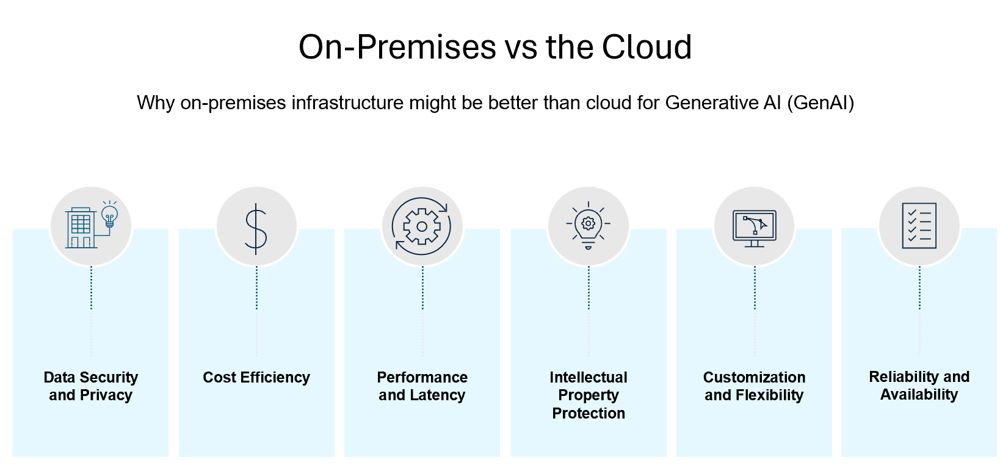 On-Premises vs the Cloud
Why on-premises infrastructure might be better than cloud for Generative AI (GenAI)
Data Security
and Privacy
Cost Efficiency
Performance
and Latency
Intellectual
Property
Protection
Customization
and Flexibility
Reliability and
Availability